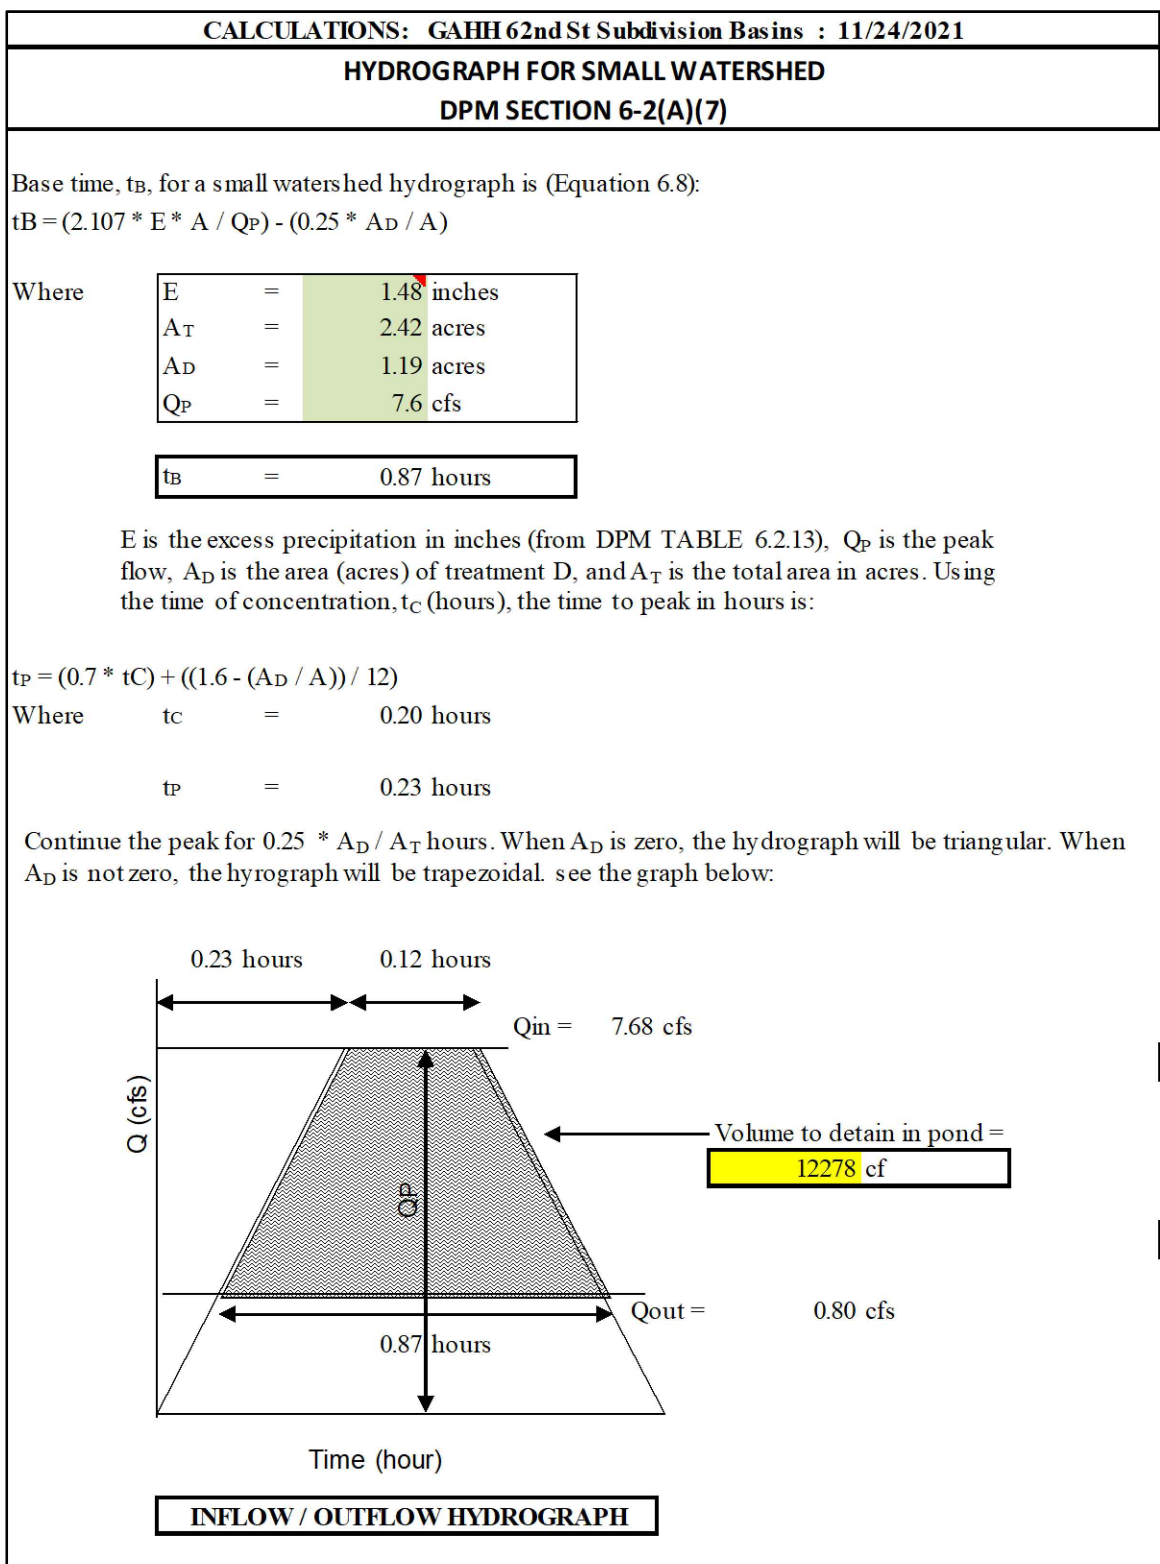 CALCULATIONS: GAHH 62nd St Subdivision Basins : 11/24/2021
HYDROGRAPH FOR SMALL WATERSHED
DPM SECTION 6-2(A)(7)
Base time, tB, for a small watershed hydrograph is (Equation 6.8):
tB = (2.107 * E * A / QP) - (0.25 * AD / A)
Where E = 1.48 inches
AT = 2.42 acres
AD = 1.19 acres
QP = 7.6 cfs
tB = 0.87 hours
E is the excess precipitation in inches (from DPM TABLE 6.2.13), QP is the peak
flow, AD is the area (acres) of treatment D, and AT is the total area in acres. Using
the time of concentration, tC (hours), the time to peak in hours is:
tP = (0.7 * tC) + ((1.6 - (AD / A)) / 12)
Where tC = 0.20 hours
tP = 0.23 hours
Continue the peak for 0.25 * AD / AT hours. When AD is zero, the hydrograph will be triangular. When
AD is not zero, the hyrograph will be trapezoidal. see the graph below:
0.23 hours 0.12 hours
Qin = 7.68 cfs
Q (cfs)
QP
Volume to detain in pond =
12278 cf
Qout = 0.80 cfs
0.87 hours
Time (hour)
INFLOW / OUTFLOW HYDROGRAPH